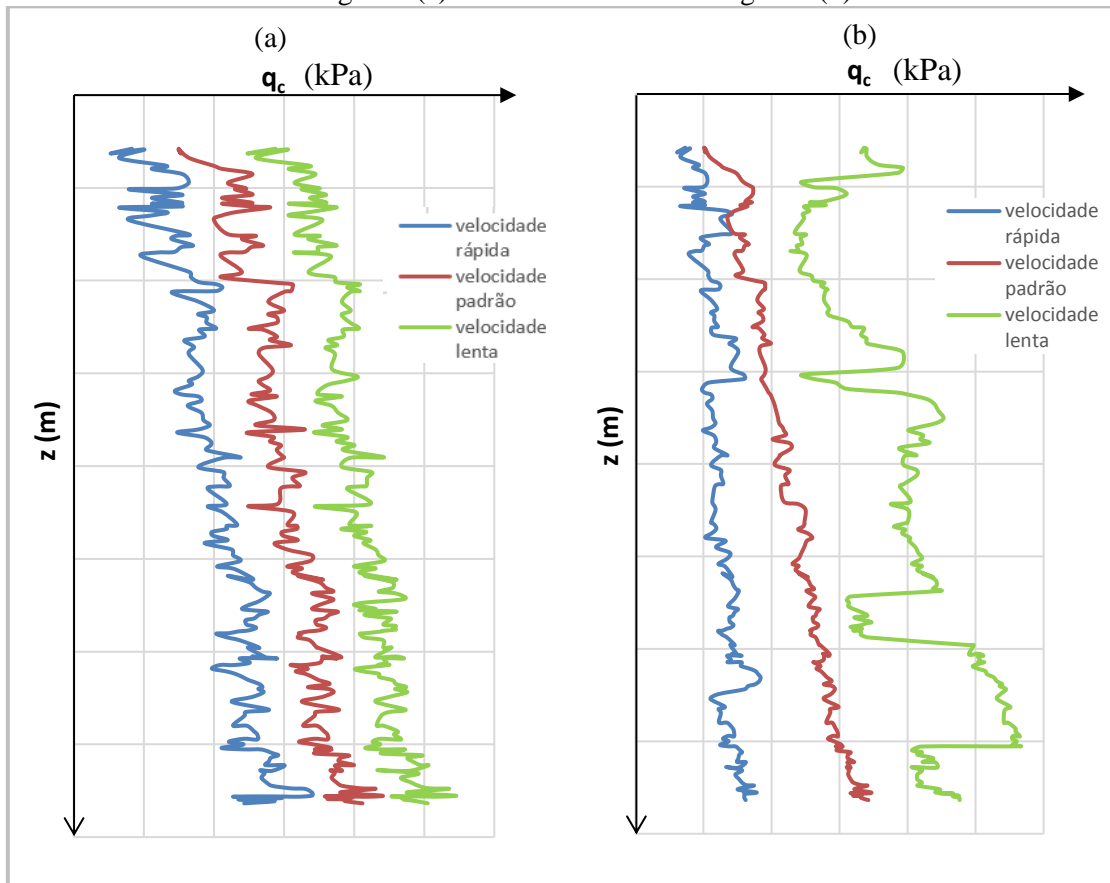 (a)
q_c (kPa)
z (m)
velocidade
rápida
velocidade
padrão
velocidade
lenta
(b)
q_c (kPa)
z (m)
velocidade
rápida
velocidade
padrão
velocidade
lenta